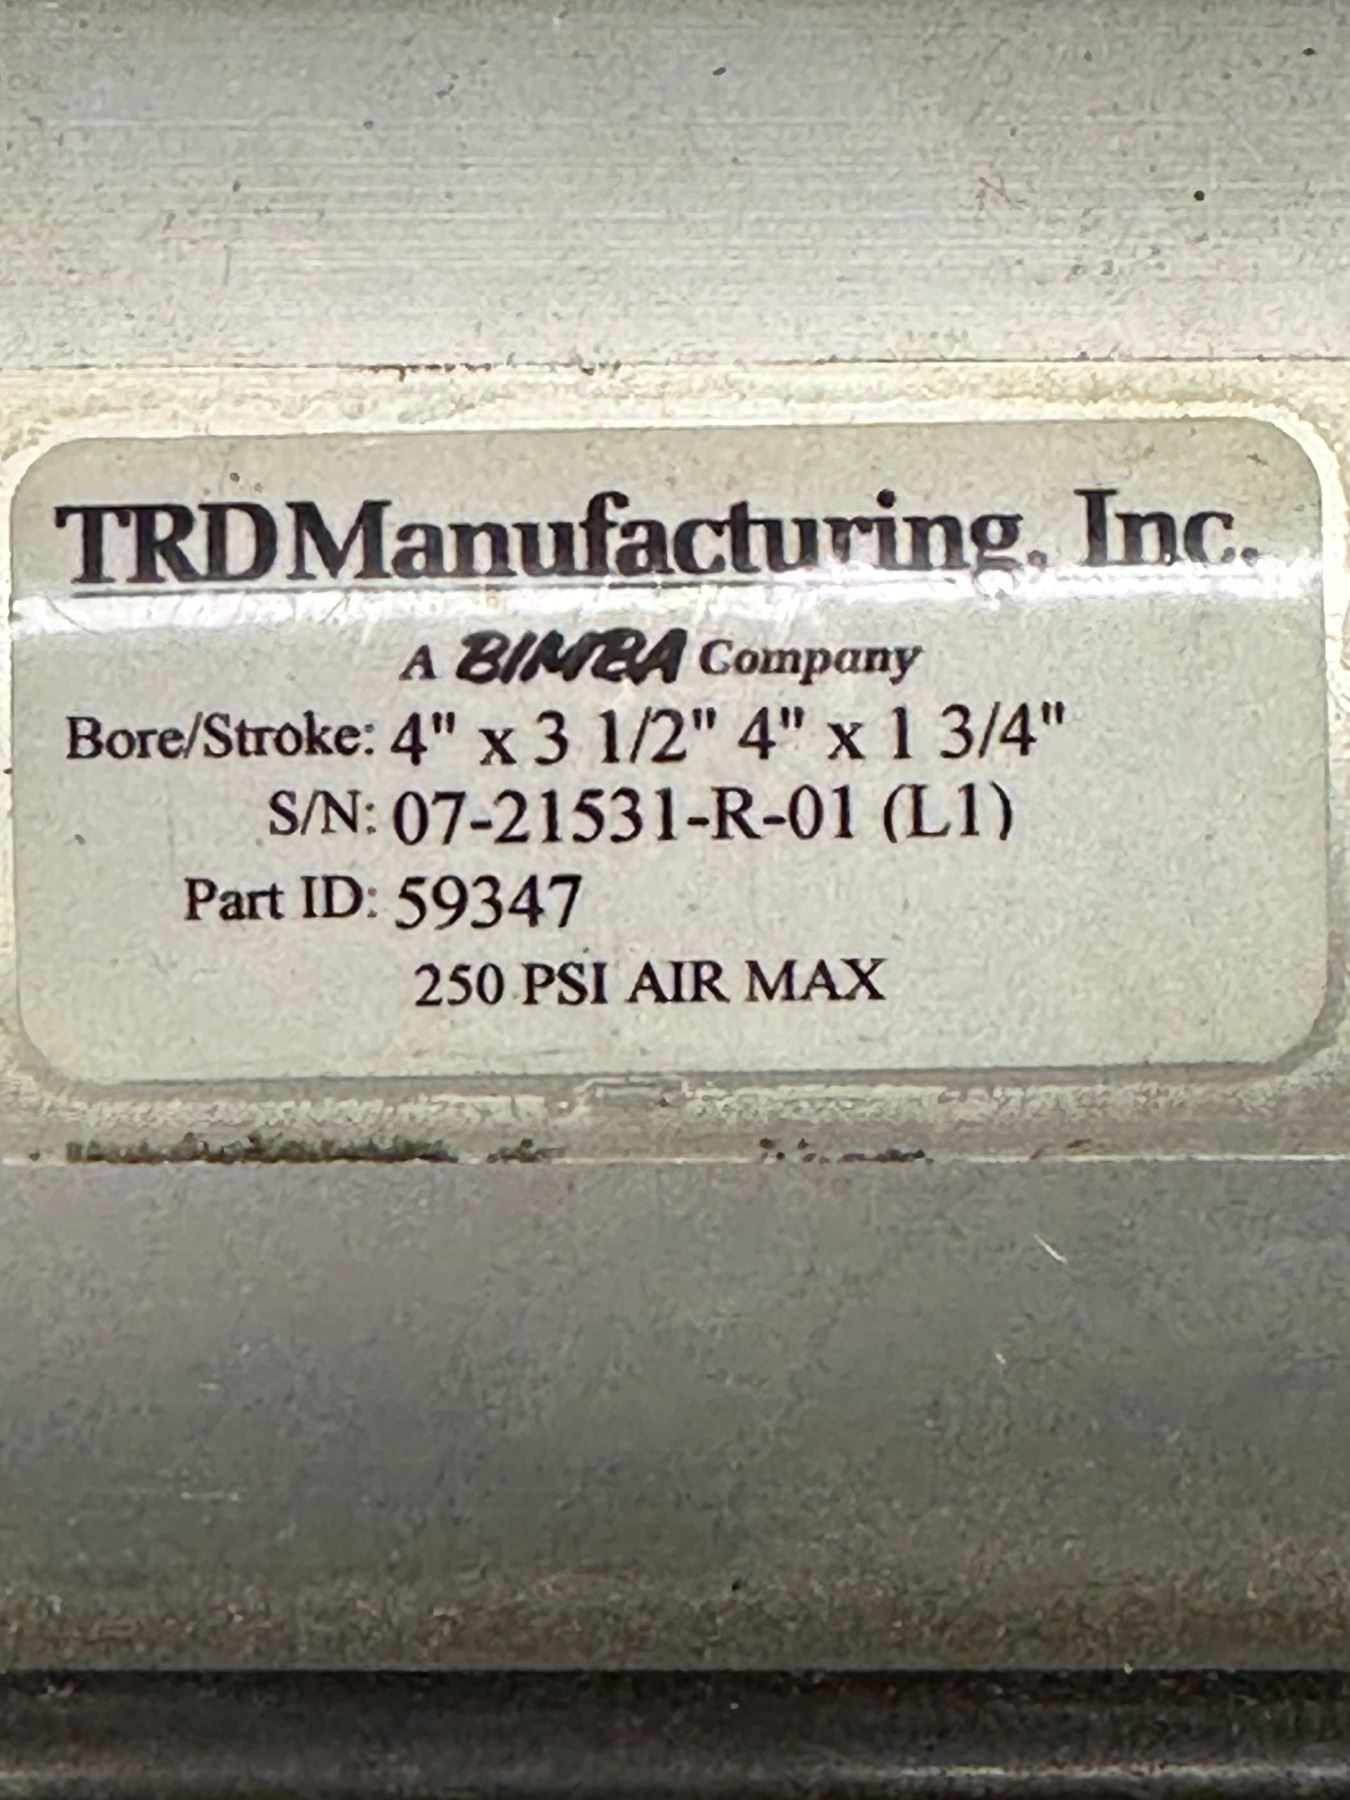 TRD Manufacturing, Inc.
A BIMBA Company
Bore/Stroke: 4" x 3 1/2" 4" x 1 3/4"
S/N: 07-21531-R-01 (L1)
Part ID: 59347
250 PSI AIR MAX